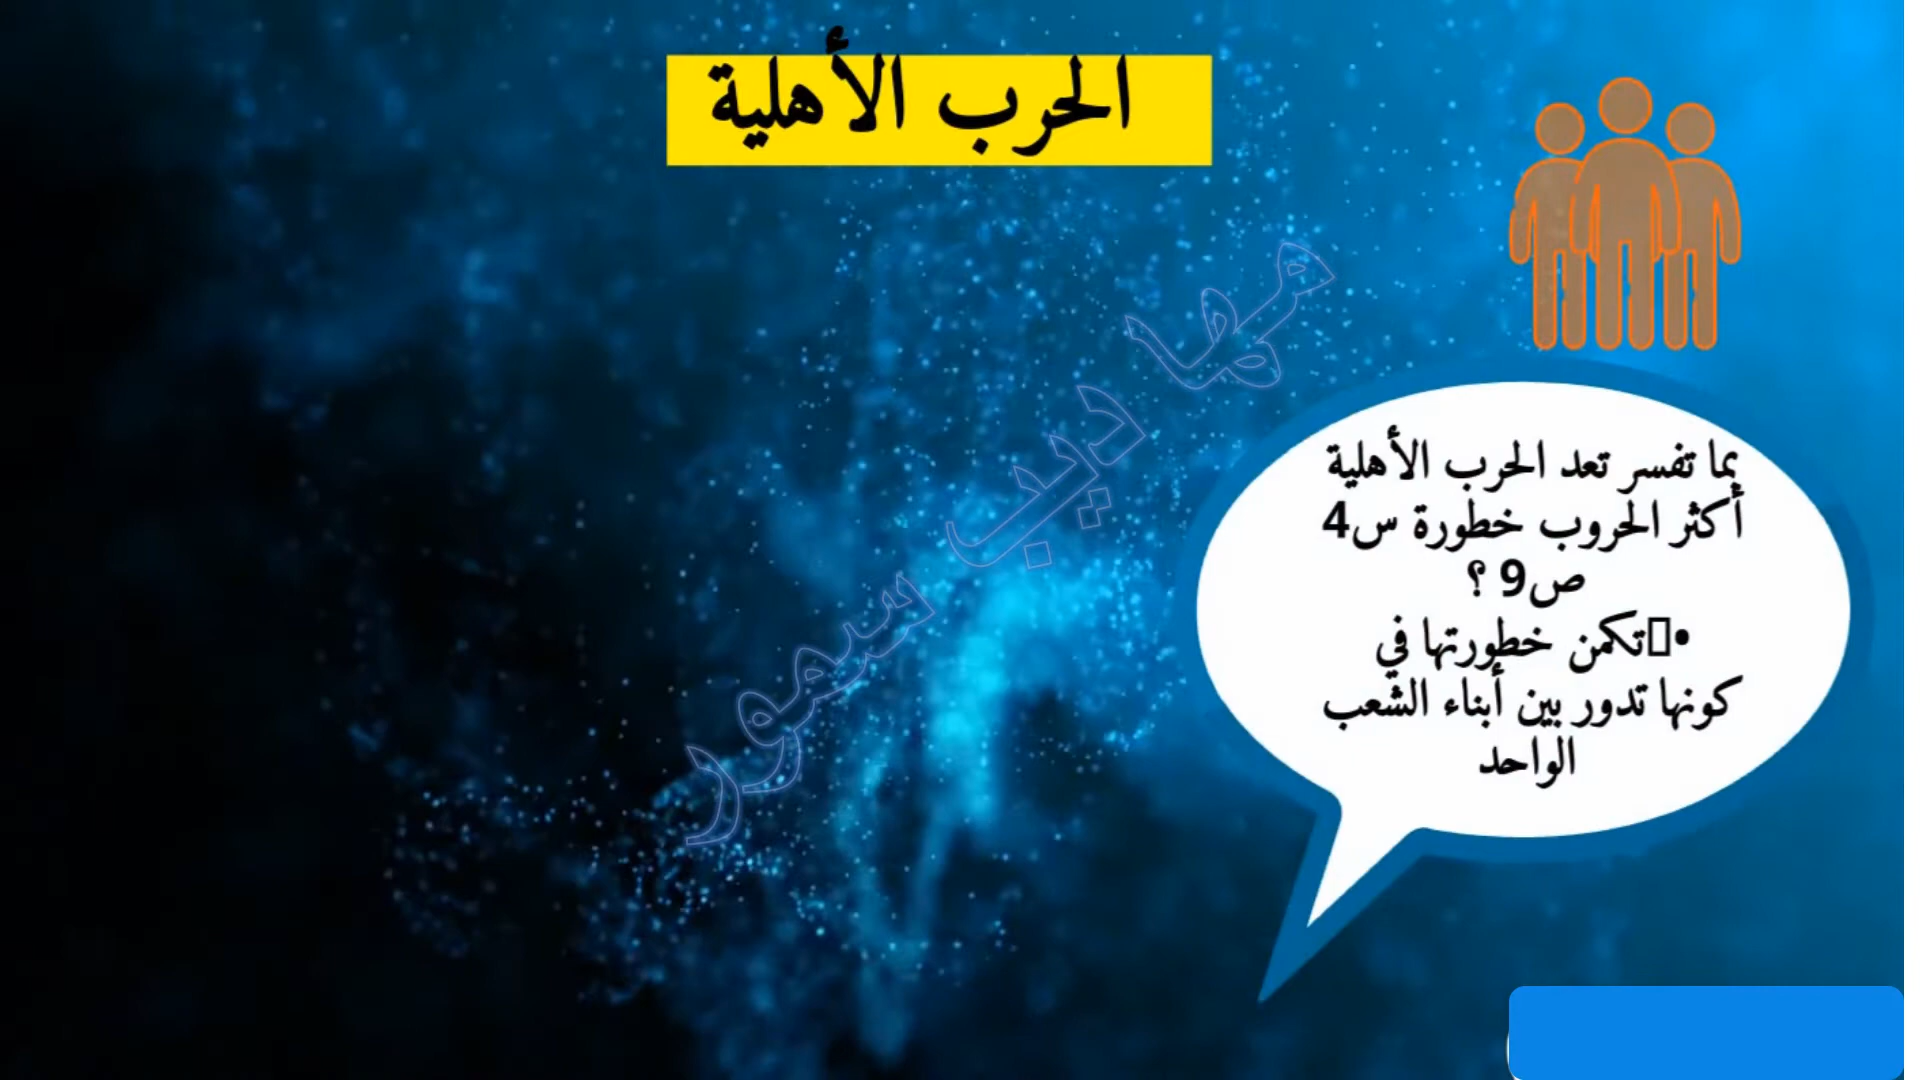 الحرب الأهلية
بما تفسر تعد الحرب الأهلية
أكثر الحروب خطورة س4
ص9 ؟
•تكمن خطورتها في
كونها تدور بين أبناء الشعب
الواحد
مها ديب سمور